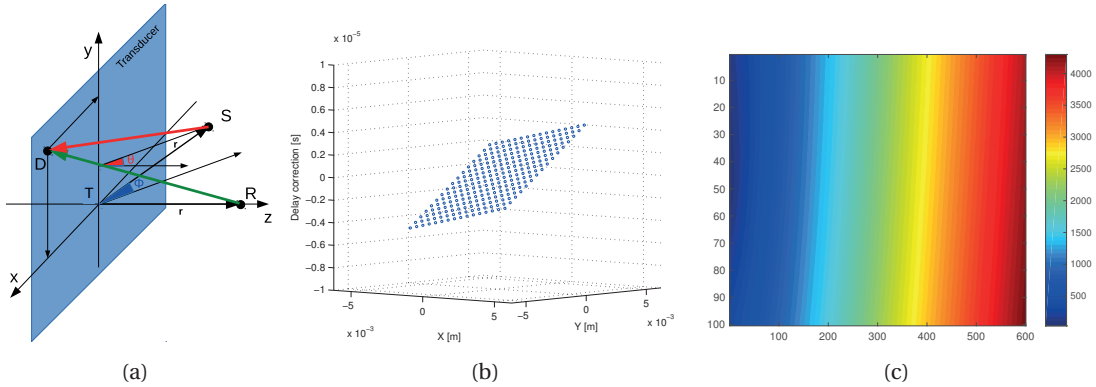 Transducer
y
S
r
θ
D
T
Φ
R
r
z
x
(a)
x 10⁻⁵
1
0.8
0.6
0.4
0.2
0
−0.2
−0.4
−0.6
−0.8
−1
Delay correction [s]
−5
0
5
x 10⁻³
X [m]
−5
0
5
x 10⁻³
Y [m]
(b)
10
20
30
40
50
60
70
80
90
100
100
200
300
400
500
600
4000
3500
3000
2500
2000
1500
1000
500
(c)